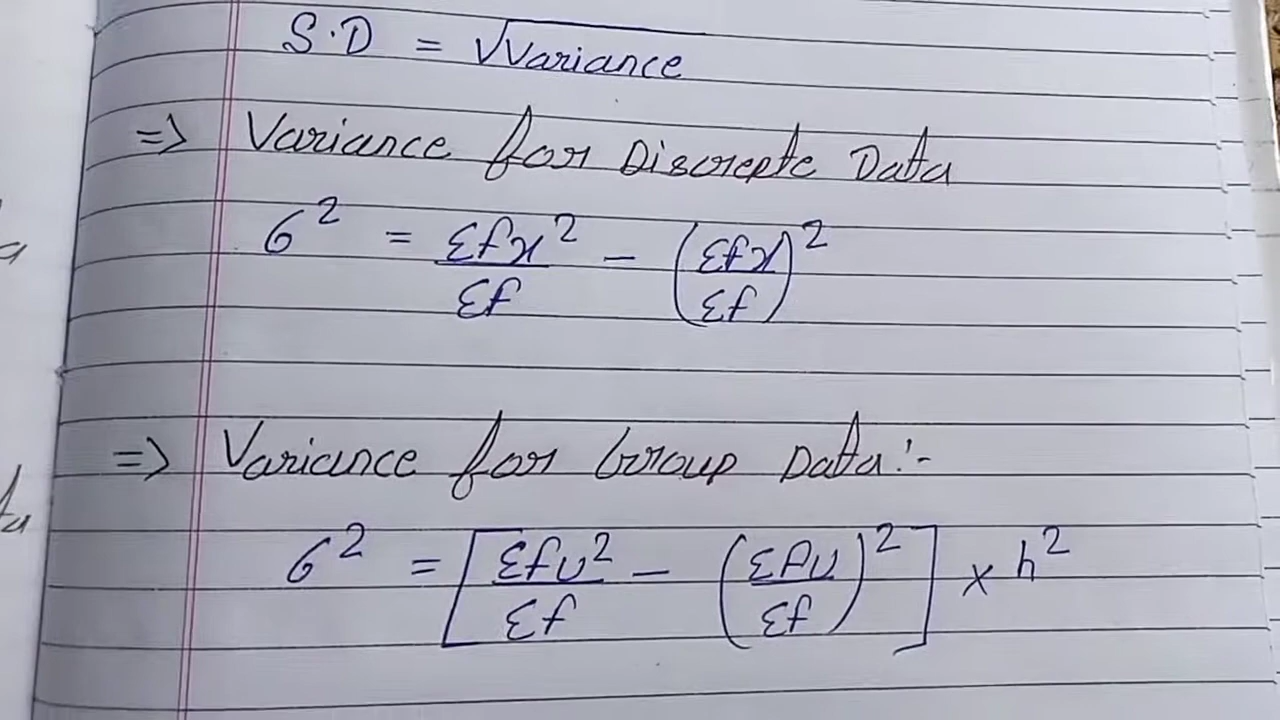 S.D = √Variance
=> Variance for Discrepte Data
σ² = Σfx² / Σf - (Σfx / Σf)²
=> Variance for Group Data :-
σ² = [Σfu² / Σf - (Σfu / Σf)²] × h²